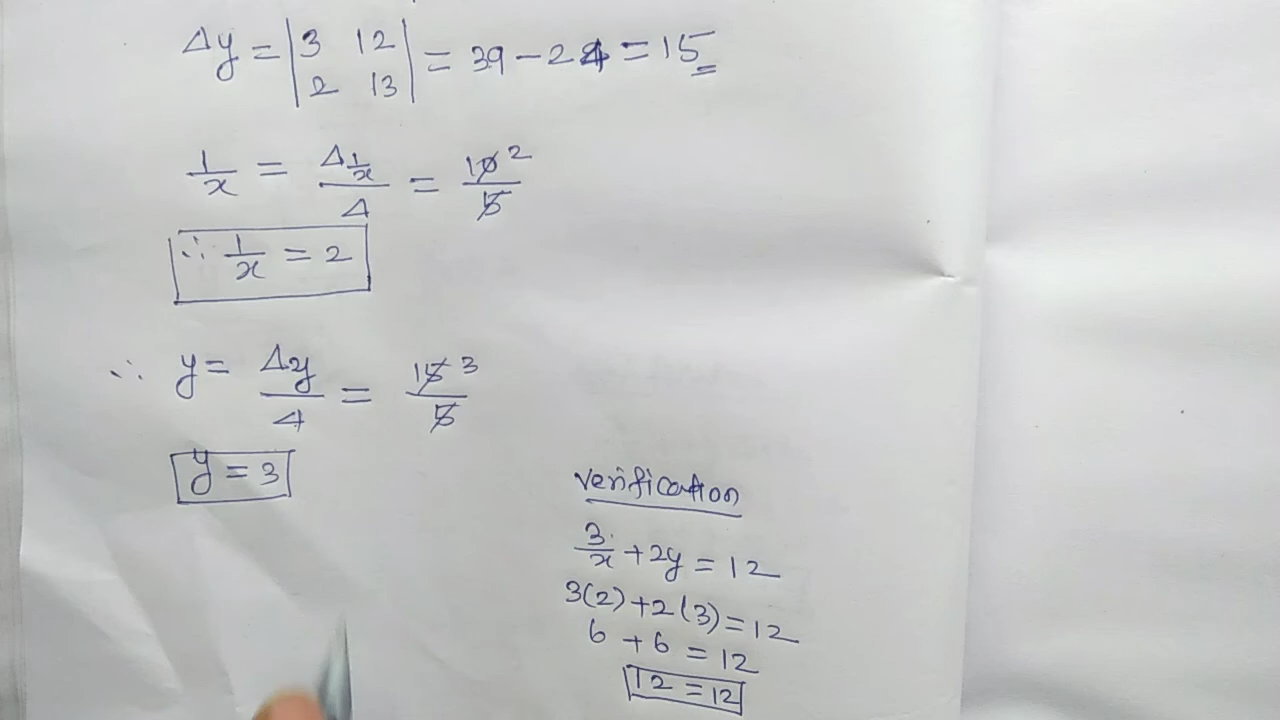 Δy = |3 12| = 39 - 24 = 15
|2 13|
1/x = Δ1/x / Δ = 10 2 / 5
∴ 1/x = 2
∴ y = Δy / Δ = 15 3 / 5
y = 3
verification
3/x + 2y = 12
3(2) + 2(3) = 12
6 + 6 = 12
12 = 12